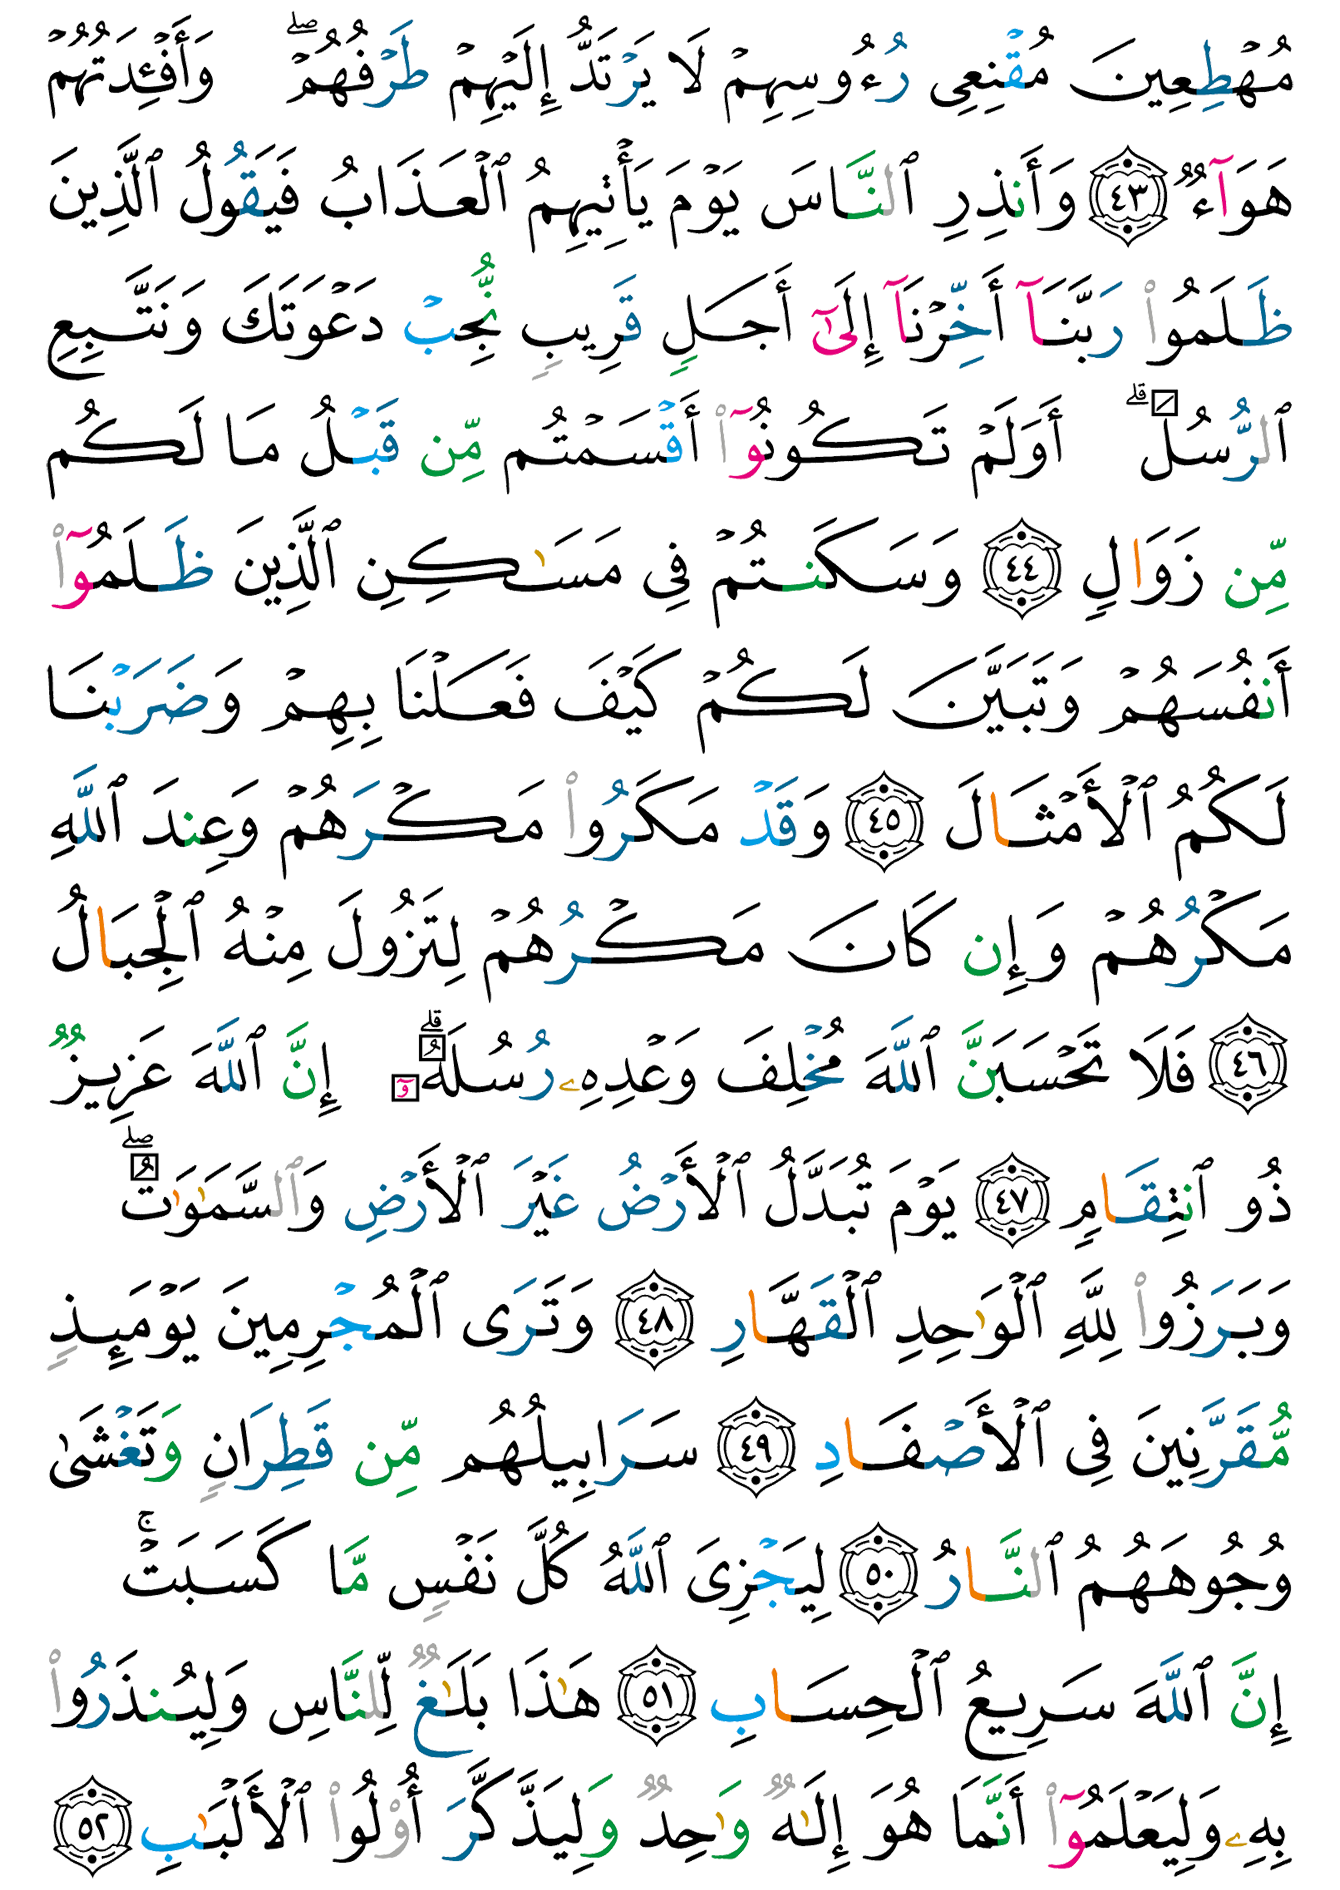 مُهْطِعِينَ مُقْنِعِى رُءُوسِهِمْ لَا يَرْتَدُّ إِلَيْهِمْ طَرْفُهُمْ ۖ وَأَفْـِٔدَتُهُمْ
هَوَآءٌ ﴿٤٣﴾ وَأَنذِرِ ٱلنَّاسَ يَوْمَ يَأْتِيهِمُ ٱلْعَذَابُ فَيَقُولُ ٱلَّذِينَ
ظَلَمُوا۟ رَبَّنَآ أَخِّرْنَآ إِلَىٰٓ أَجَلٍ قَرِيبٍ نُّجِبْ دَعْوَتَكَ وَنَتَّبِعِ
ٱلرُّسُلَ ۗ أَوَلَمْ تَكُونُوٓا۟ أَقْسَمْتُم مِّن قَبْلُ مَا لَكُم
مِّن زَوَالٍ ﴿٤٤﴾ وَسَكَنتُمْ فِى مَسَـٰكِنِ ٱلَّذِينَ ظَلَمُوٓا۟
أَنفُسَهُمْ وَتَبَيَّنَ لَكُمْ كَيْفَ فَعَلْنَا بِهِمْ وَضَرَبْنَا
لَكُمُ ٱلْأَمْثَالَ ﴿٤٥﴾ وَقَدْ مَكَرُوا۟ مَكْرَهُمْ وَعِندَ ٱللَّهِ
مَكْرُهُمْ وَإِن كَانَ مَكْرُهُمْ لِتَزُولَ مِنْهُ ٱلْجِبَالُ
﴿٤٦﴾ فَلَا تَحْسَبَنَّ ٱللَّهَ مُخْلِفَ وَعْدِهِۦ رُسُلَهُۥٓ ۗ إِنَّ ٱللَّهَ عَزِيزٌ
ذُو ٱنتِقَامٍ ﴿٤٧﴾ يَوْمَ تُبَدَّلُ ٱلْأَرْضُ غَيْرَ ٱلْأَرْضِ وَٱلسَّمَـٰوَٰتُ ۖ
وَبَرَزُوا۟ لِلَّهِ ٱلْوَٰحِدِ ٱلْقَهَّارِ ﴿٤٨﴾ وَتَرَى ٱلْمُجْرِمِينَ يَوْمَئِذٍ
مُّقَرَّنِينَ فِى ٱلْأَصْفَادِ ﴿٤٩﴾ سَرَابِيلُهُم مِّن قَطِرَانٍ وَتَغْشَىٰ
وُجُوهَهُمُ ٱلنَّارُ ﴿٥٠﴾ لِيَجْزِىَ ٱللَّهُ كُلَّ نَفْسٍ مَّا كَسَبَتْ ۚ
إِنَّ ٱللَّهَ سَرِيعُ ٱلْحِسَابِ ﴿٥١﴾ هَـٰذَا بَلَـٰغٌ لِّلنَّاسِ وَلِيُنذَرُوا۟
بِهِۦ وَلِيَعْلَمُوٓا۟ أَنَّمَا هُوَ إِلَـٰهٌ وَٰحِدٌ وَلِيَذَّكَّرَ أُو۟لُوا۟ ٱلْأَلْبَـٰبِ ﴿٥٢﴾